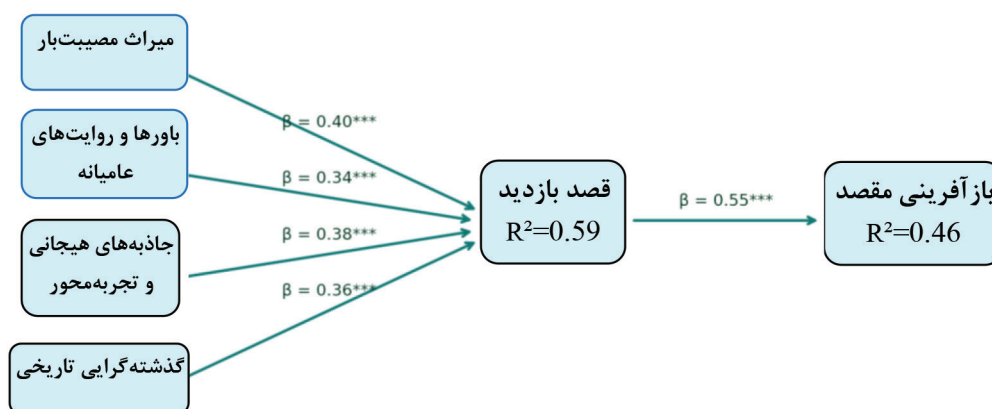 میراث مصیبت‌بار
β = 0.40***
باورها و روایت‌های
عامیانه
β = 0.34***
جاذبه‌های هیجانی
و تجربه‌محور
β = 0.38***
گذشته‌گرایی تاریخی
β = 0.36***
قصد بازدید
R²=0.59
β = 0.55***
بازآفرینی مقصد
R²=0.46